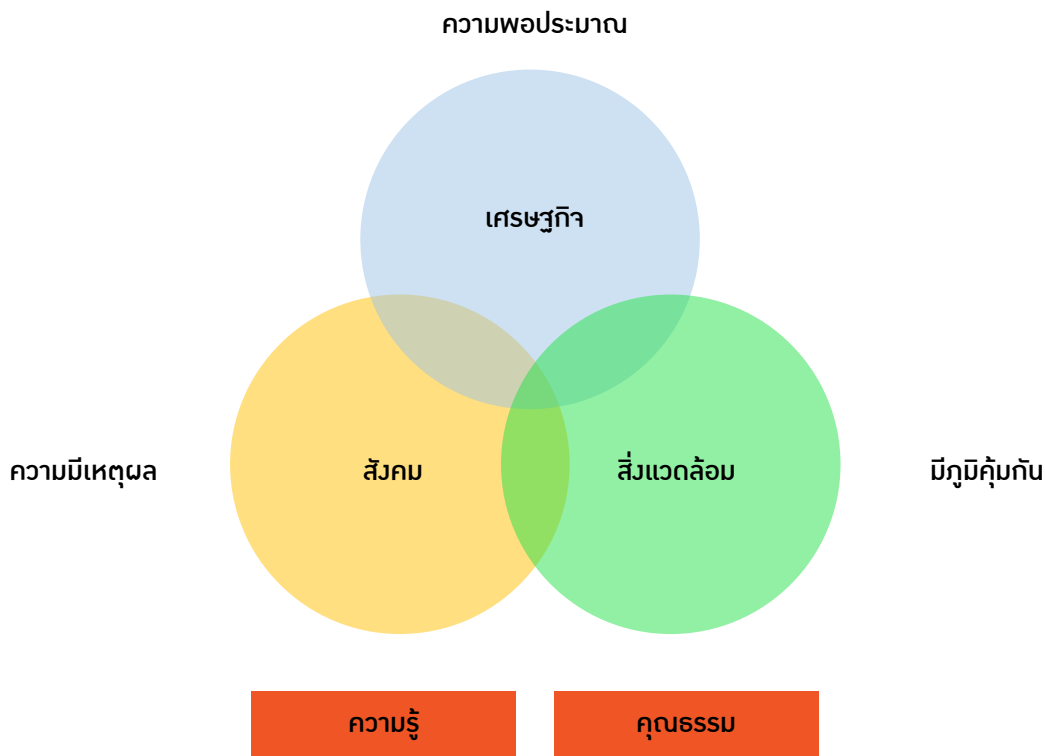 ความพอประมาณ
เศรษฐกิจ
ความมีเหตุผล
สังคม
สิ่งแวดล้อม
มีภูมิคุ้มกัน
ความรู้
คุณธรรม